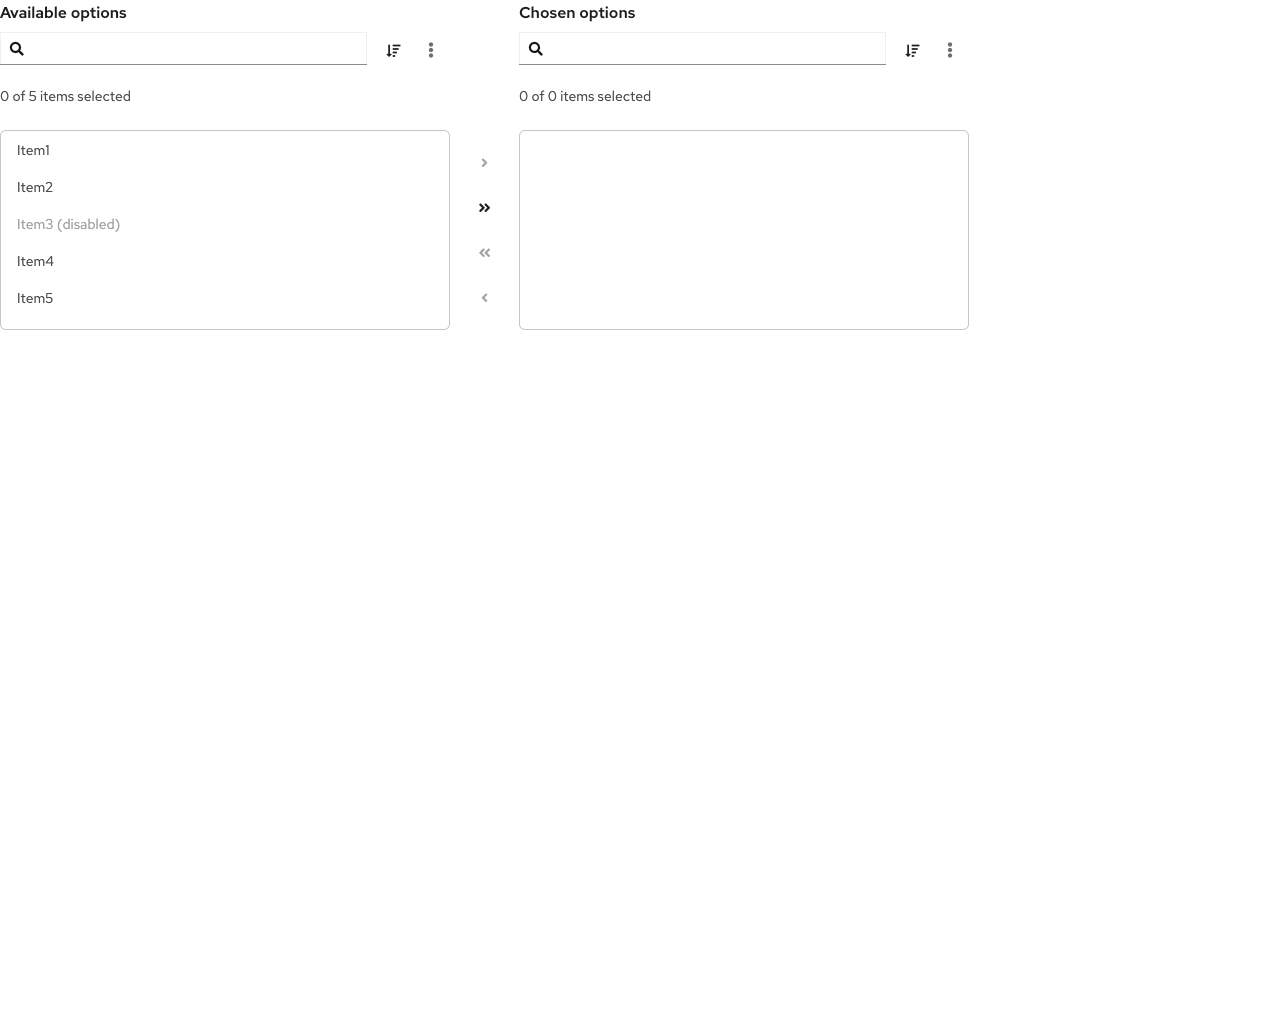 Available options
0 of 5 items selected
Item1
Item2
Item3 (disabled)
Item4
Item5
Chosen options
0 of 0 items selected